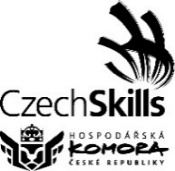 CzechSkills
HOSPODÁŘSKÁ
KOMORA
ČESKÉ REPUBLIKY